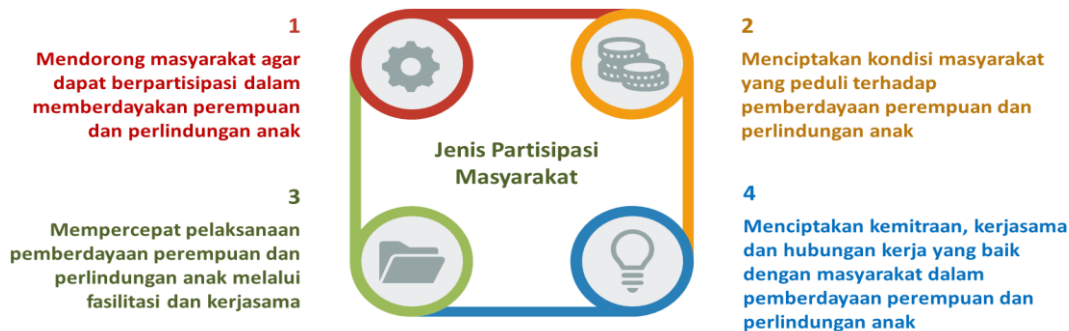 1
Mendorong masyarakat agar
dapat berpartisipasi dalam
memberdayakan perempuan
dan perlindungan anak
2
Menciptakan kondisi masyarakat
yang peduli terhadap
pemberdayaan perempuan dan
perlindungan anak
Jenis Partisipasi
Masyarakat
3
Mempercepat pelaksanaan
pemberdayaan perempuan dan
perlindungan anak melalui
fasilitasi dan kerjasama
4
Menciptakan kemitraan, kerjasama
dan hubungan kerja yang baik
dengan masyarakat dalam
pemberdayaan perempuan dan
perlindungan anak